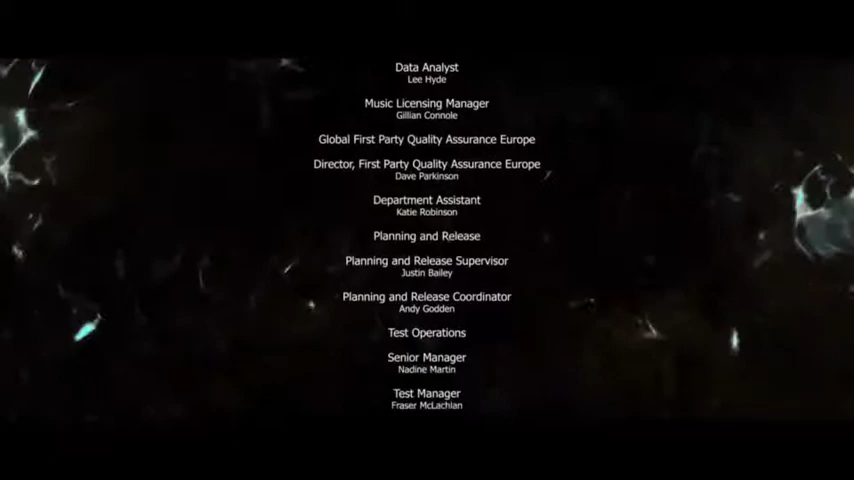 Data Analyst
Lee Hyde
Music Licensing Manager
Gillian Connole
Global First Party Quality Assurance Europe
Director, First Party Quality Assurance Europe
Dave Parkinson
Department Assistant
Katie Robinson
Planning and Release
Planning and Release Supervisor
Justin Bailey
Planning and Release Coordinator
Andy Godden
Test Operations
Senior Manager
Nadine Martin
Test Manager
Fraser McLachlan